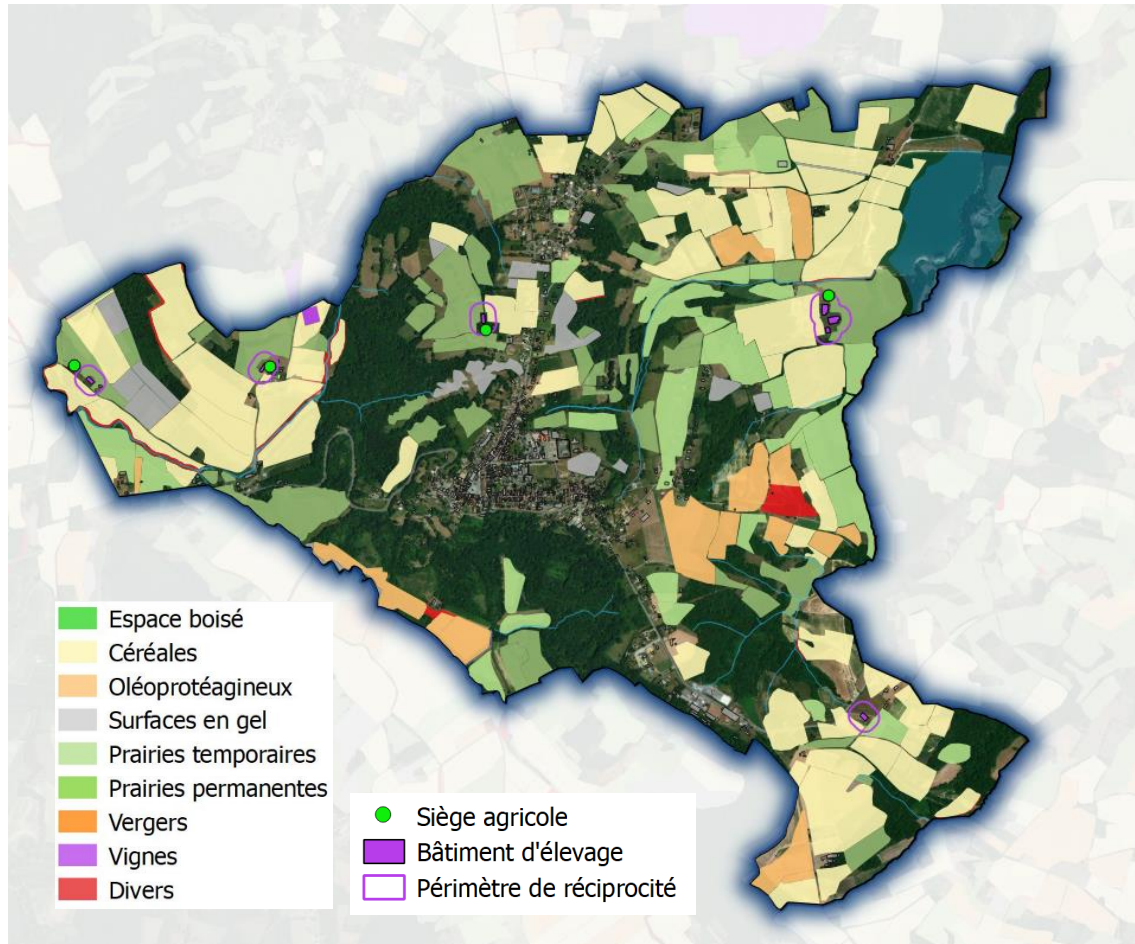 Espace boisé
Céréales
Oléoprotéagineux
Surfaces en gel
Prairies temporaires
Prairies permanentes
Vergers
Vignes
Divers
Siège agricole
Bâtiment d'élevage
Périmètre de réciprocité